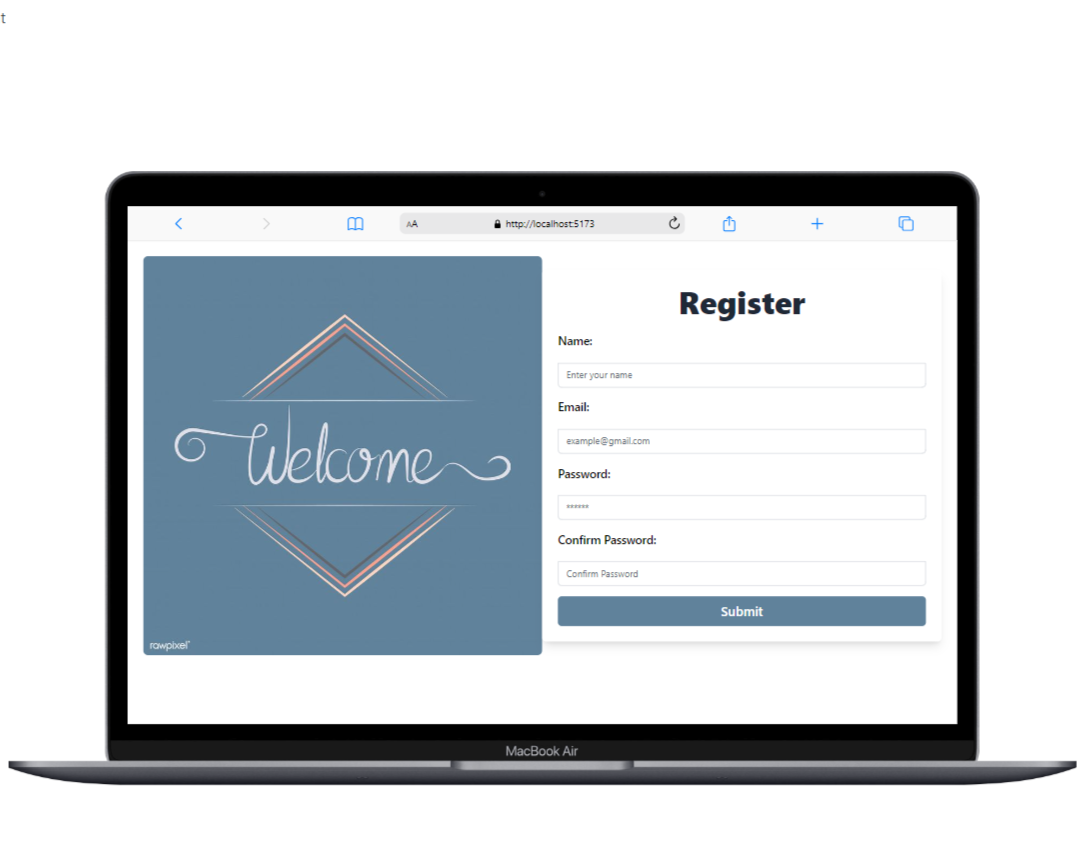 t
AA
http://localhost:5173
Welcome
rawpixel
Register
Name:
Enter your name
Email:
example@gmail.com
Password:
******
Confirm Password:
Confirm Password
Submit
MacBook Air